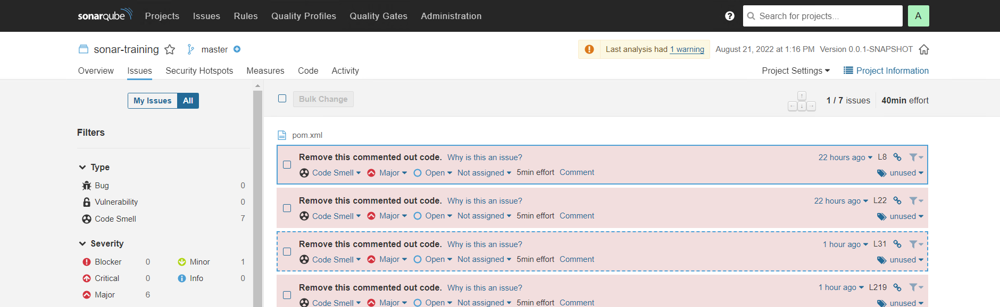 sonarqube Projects Issues Rules Quality Profiles Quality Gates Administration ? Search for projects... A
sonar-training master Last analysis had 1 warning August 21, 2022 at 1:16 PM Version 0.0.1-SNAPSHOT
Overview Issues Security Hotspots Measures Code Activity Project Settings Project Information
My Issues All
Bulk Change 1 / 7 issues 40min effort
Filters
Type
Bug 0
Vulnerability 0
Code Smell 7
Severity
Blocker 0 Minor 1
Critical 0 Info 0
Major 6
pom.xml
Remove this commented out code. Why is this an issue? 22 hours ago L8
Code Smell Major Open Not assigned 5min effort Comment unused
Remove this commented out code. Why is this an issue? 22 hours ago L22
Code Smell Major Open Not assigned 5min effort Comment unused
Remove this commented out code. Why is this an issue? 1 hour ago L31
Code Smell Major Open Not assigned 5min effort Comment unused
Remove this commented out code. Why is this an issue? 1 hour ago L219
Code Smell Major Open Not assigned 5min effort Comment unused